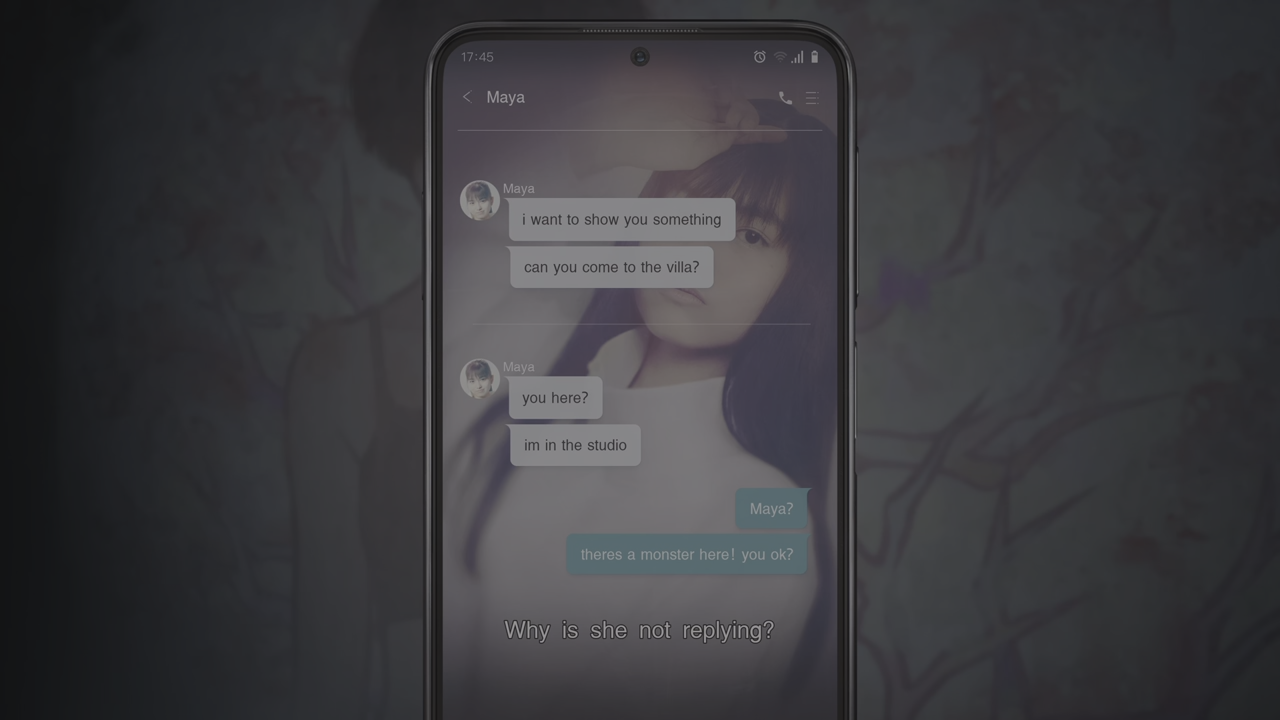 17:45
Maya
Maya
i want to show you something
can you come to the villa?
Maya
you here?
im in the studio
Maya?
theres a monster here! you ok?
Why is she not replying?